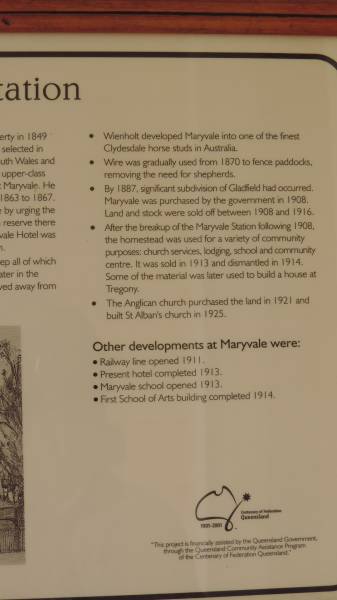 tation
erty in 1849
selected in
uth Wales and
upper-class
Maryvale. He
1863 to 1867.
by urging the
reserve there
vale Hotel was
ep all of which
ater in the
ved away from
• Wienholt developed Maryvale into one of the finest
Clydesdale horse studs in Australia.
• Wire was gradually used from 1870 to fence paddocks,
removing the need for shepherds.
• By 1887, significant subdivision of Gladfield had occurred.
Maryvale was purchased by the government in 1908.
Land and stock were sold off between 1908 and 1916.
• After the breakup of the Maryvale Station following 1908,
the homestead was used for a variety of community
purposes: church services, lodging, school and community
centre. It was sold in 1913 and dismantled in 1914.
Some of the material was later used to build a house at
Tregony.
• The Anglican church purchased the land in 1921 and
built St Alban's church in 1925.
Other developments at Maryvale were:
• Railway line opened 1911.
• Present hotel completed 1913.
• Maryvale school opened 1913.
• First School of Arts building completed 1914.
1901-2001
Centenary of Federation
Queensland
"This project is financially assisted by the Queensland Government,
through the Queensland Community Assistance Program
of the Centenary of Federation Queensland."